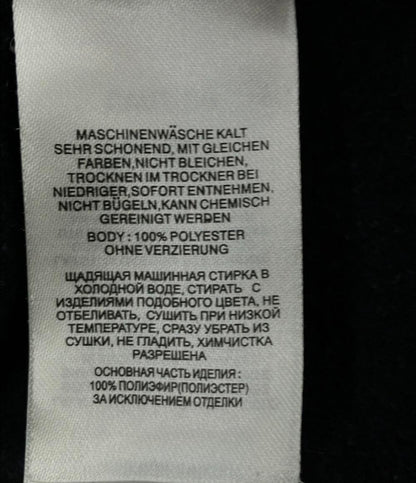 MASCHINENWÄSCHE KALT
SEHR SCHONEND, MIT GLEICHEN
FARBEN,NICHT BLEICHEN,
TROCKNEN IM TROCKNER BEI
NIEDRIGER,SOFORT ENTNEHMEN,
NICHT BÜGELN,KANN CHEMISCH
GEREINIGT WERDEN
BODY : 100% POLYESTER
OHNE VERZIERUNG
ЩАДЯЩАЯ МАШИННАЯ СТИРКА В
ХОЛОДНОЙ ВОДЕ, СТИРАТЬ С
ИЗДЕЛИЯМИ ПОДОБНОГО ЦВЕТА, НЕ
ОТБЕЛИВАТЬ, СУШИТЬ ПРИ НИЗКОЙ
ТЕМПЕРАТУРЕ, СРАЗУ УБРАТЬ ИЗ
СУШКИ, НЕ ГЛАДИТЬ, ХИМЧИСТКА
РАЗРЕШЕНА
ОСНОВНАЯ ЧАСТЬ ИДЕЛИЯ :
100% ПОЛИЭФИР(ПОЛИЭСТЕР)
ЗА ИСКЛЮЧЕНИЕМ ОТДЕЛКИ